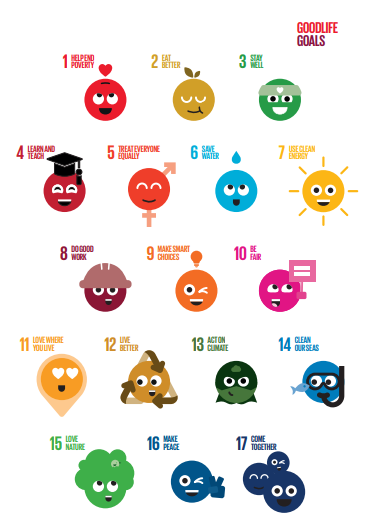 GOODLIFE
GOALS
1 HELP END
POVERTY
2 EAT
BETTER
3 STAY
WELL
4 LEARN AND
TEACH
5 TREAT EVERYONE
EQUALLY
6 SAVE
WATER
7 USE CLEAN
ENERGY
8 DO GOOD
WORK
9 MAKE SMART
CHOICES
10 BE
FAIR
11 LOVE WHERE
YOU LIVE
12 LIVE
BETTER
13 ACT ON
CLIMATE
14 CLEAN
OUR SEAS
15 LOVE
NATURE
16 MAKE
PEACE
17 COME
TOGETHER